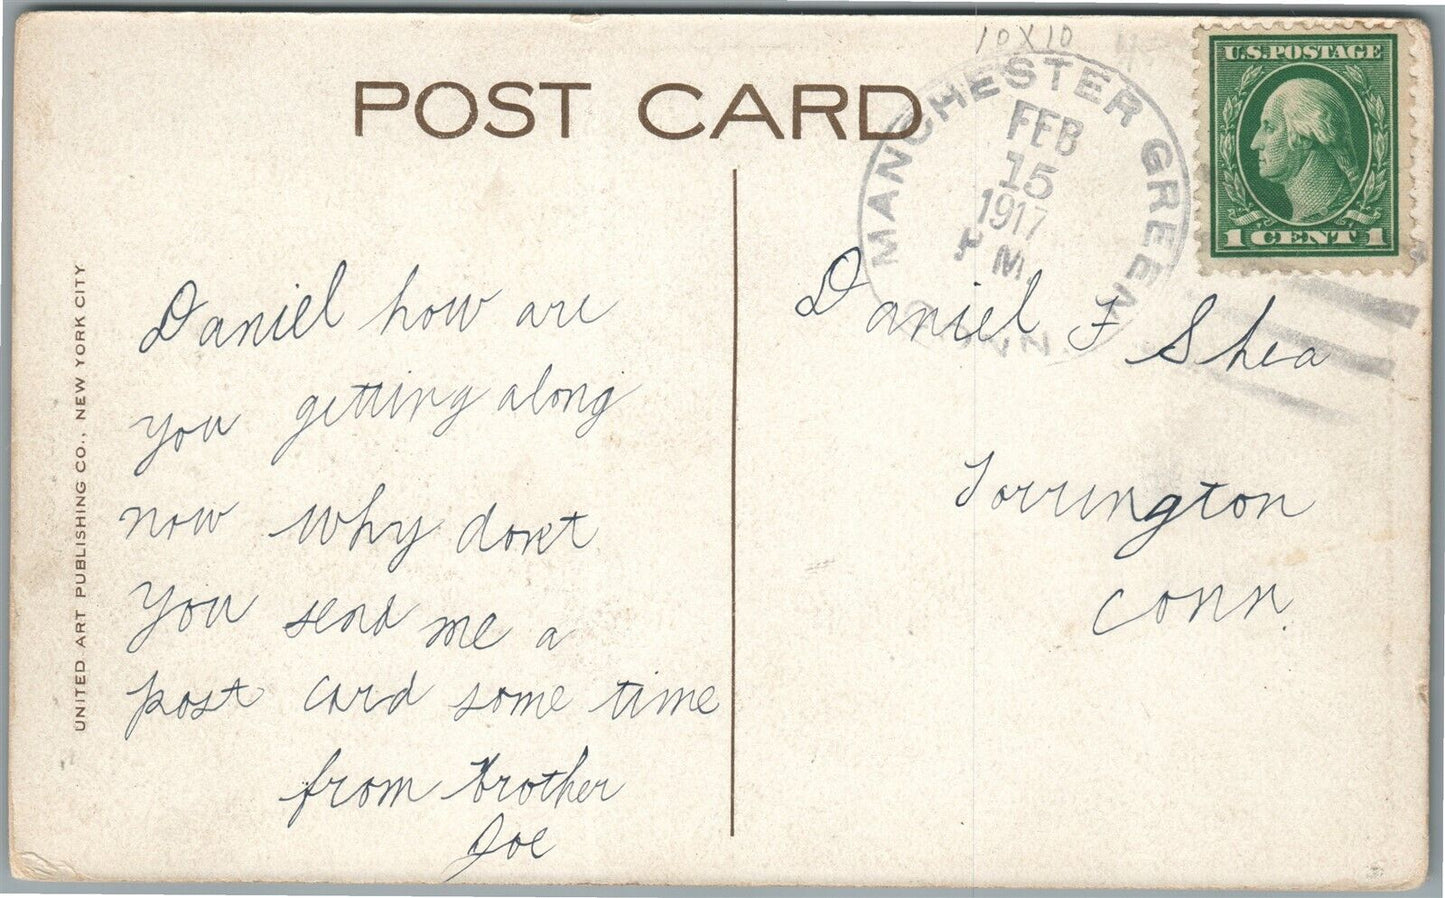 POST CARD
10X10
MANCHESTER GREEN
CONN.
FEB
15
1917
P M
U.S. POSTAGE
1 CENT 1
UNITED ART PUBLISHING CO., NEW YORK CITY
Daniel how are
you getting along
now why dont
you send me a
post card some time
from Brother
Joe
Daniel F Shea
Torrington
Conn.